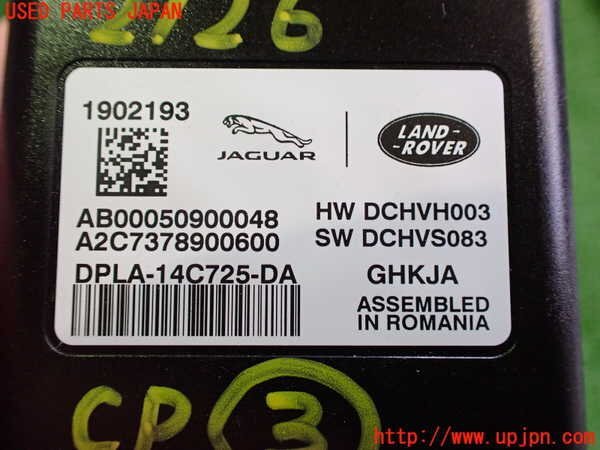 USED PARTS JAPAN
2126
1902193
JAGUAR
LAND-
-ROVER
AB00050900048
A2C7378900600
HW DCHVH003
SW DCHVS083
DPLA-14C725-DA
GHKJA
ASSEMBLED
IN ROMANIA
CP 3
http://www.upjpn.com/